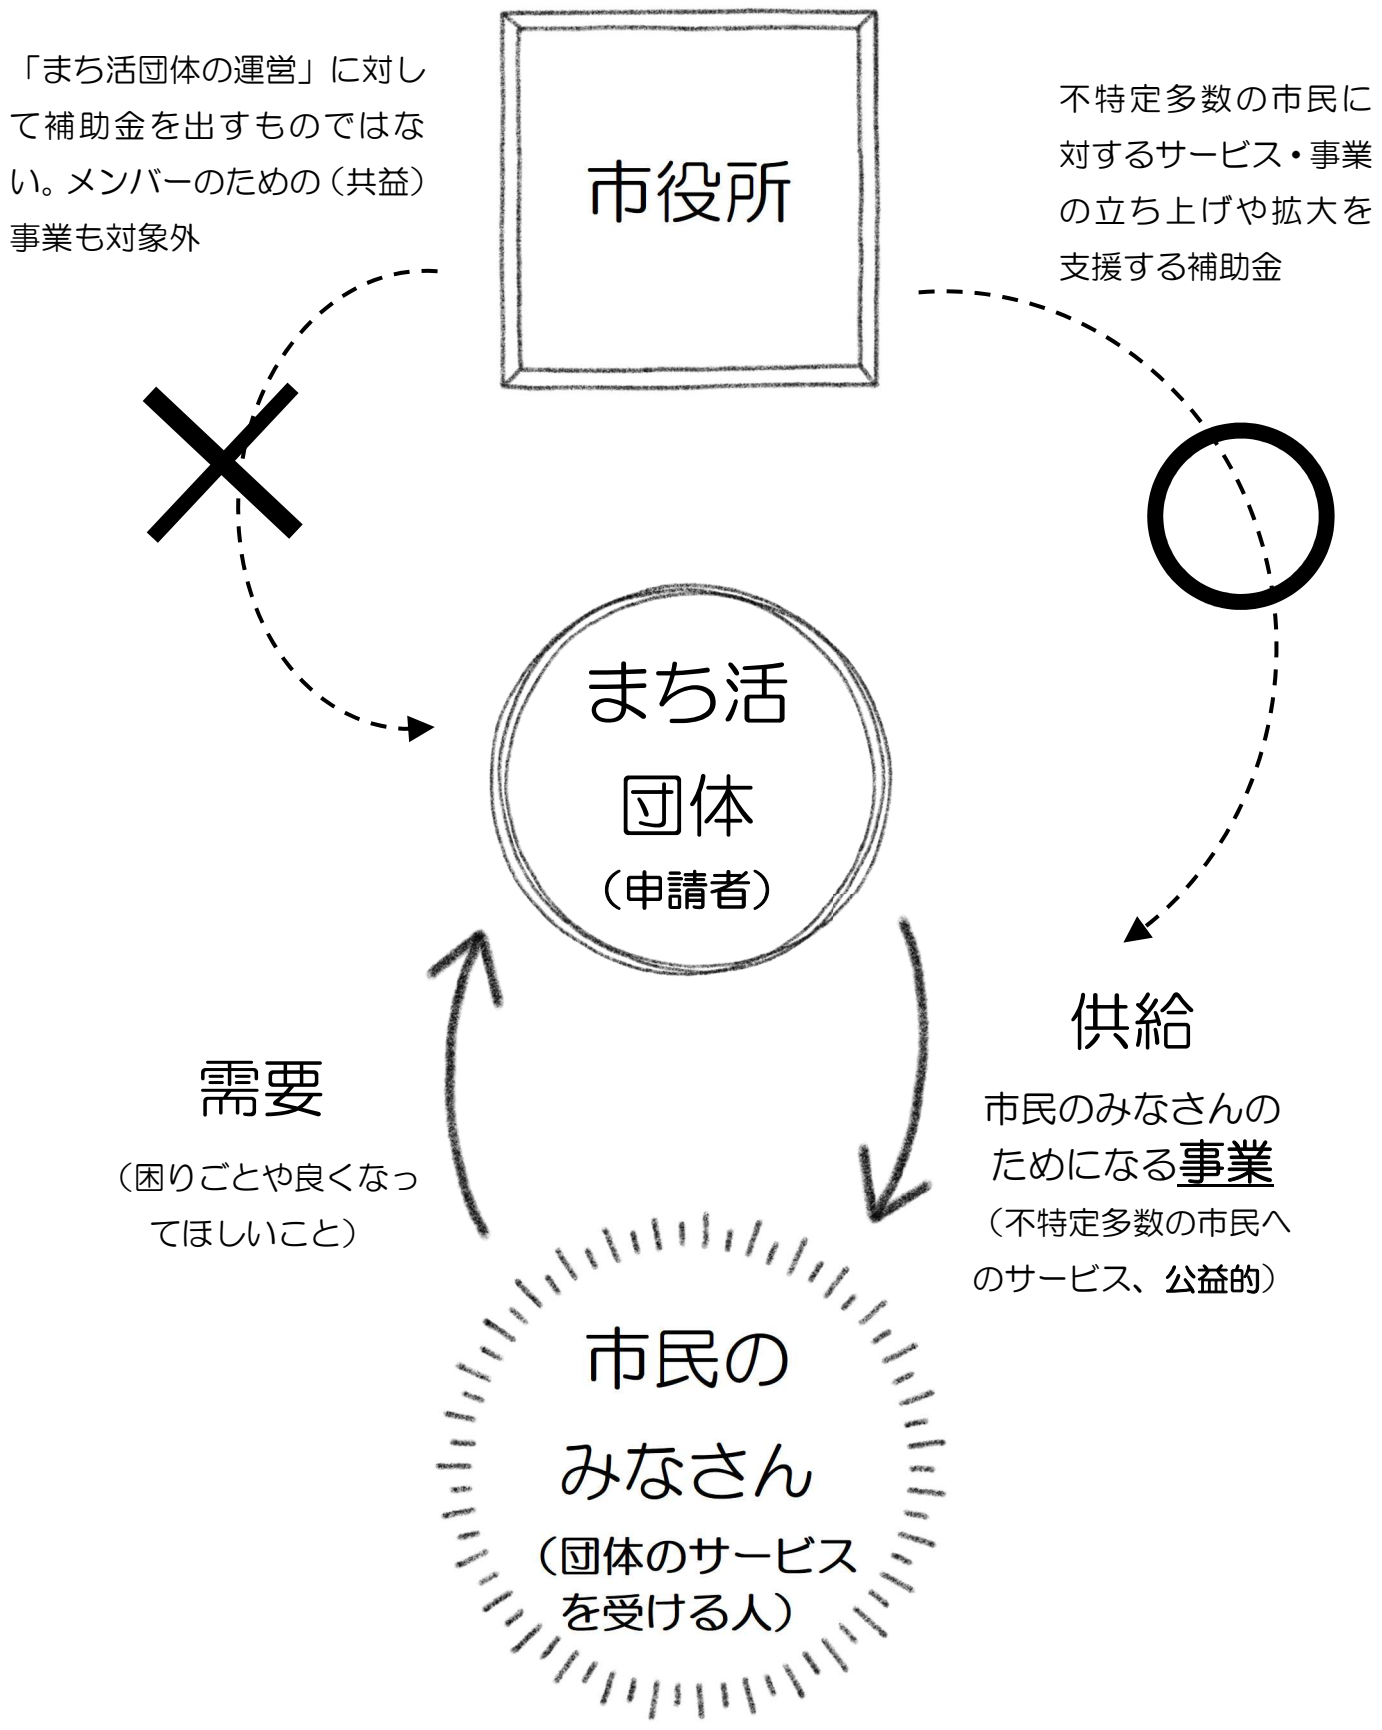 「まち活団体の運営」に対し
て補助金を出すものではな
い。メンバーのための（共益）
事業も対象外
市役所
不特定多数の市民に
対するサービス・事業
の立ち上げや拡大を
支援する補助金
まち活
団体
（申請者）
需要
（困りごとや良くなっ
てほしいこと）
供給
市民のみなさんの
ためになる事業
（不特定多数の市民へ
のサービス、公益的）
市民の
みなさん
（団体のサービス
を受ける人）